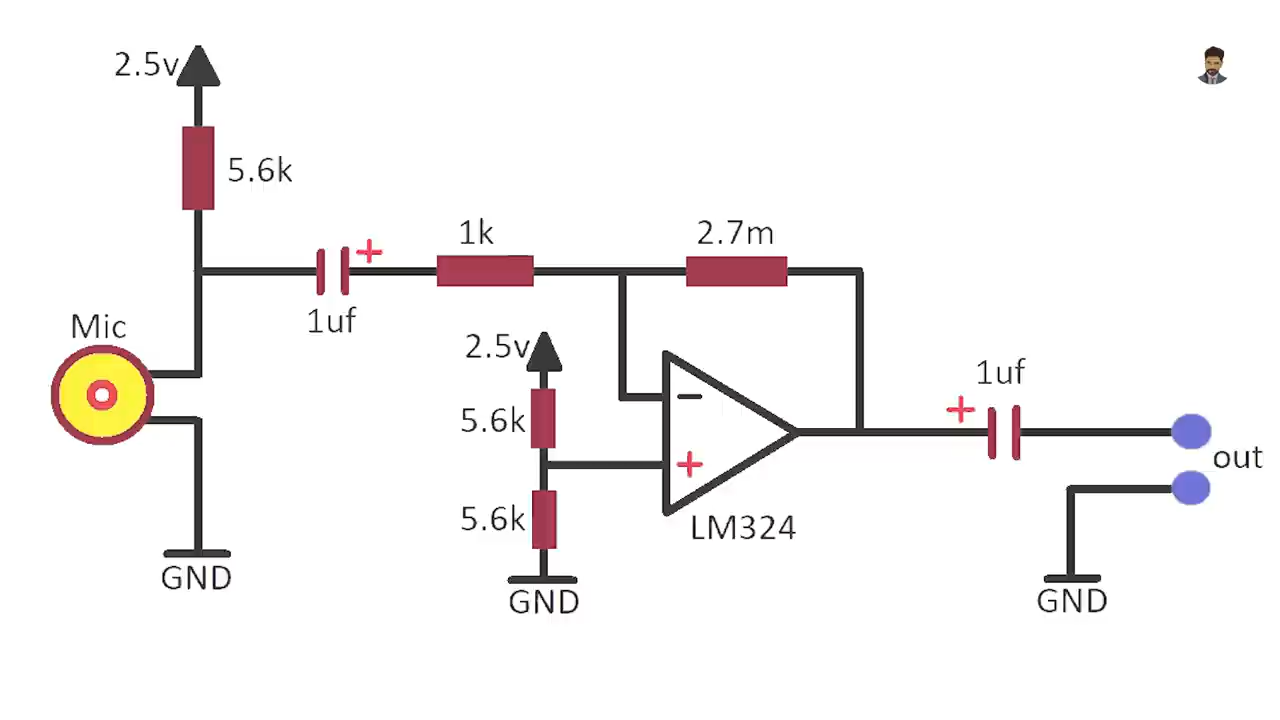 2.5v
5.6k
1k
2.7m
+
1uf
Mic
2.5v
5.6k
5.6k
−
+
LM324
+
1uf
out
GND
GND
GND